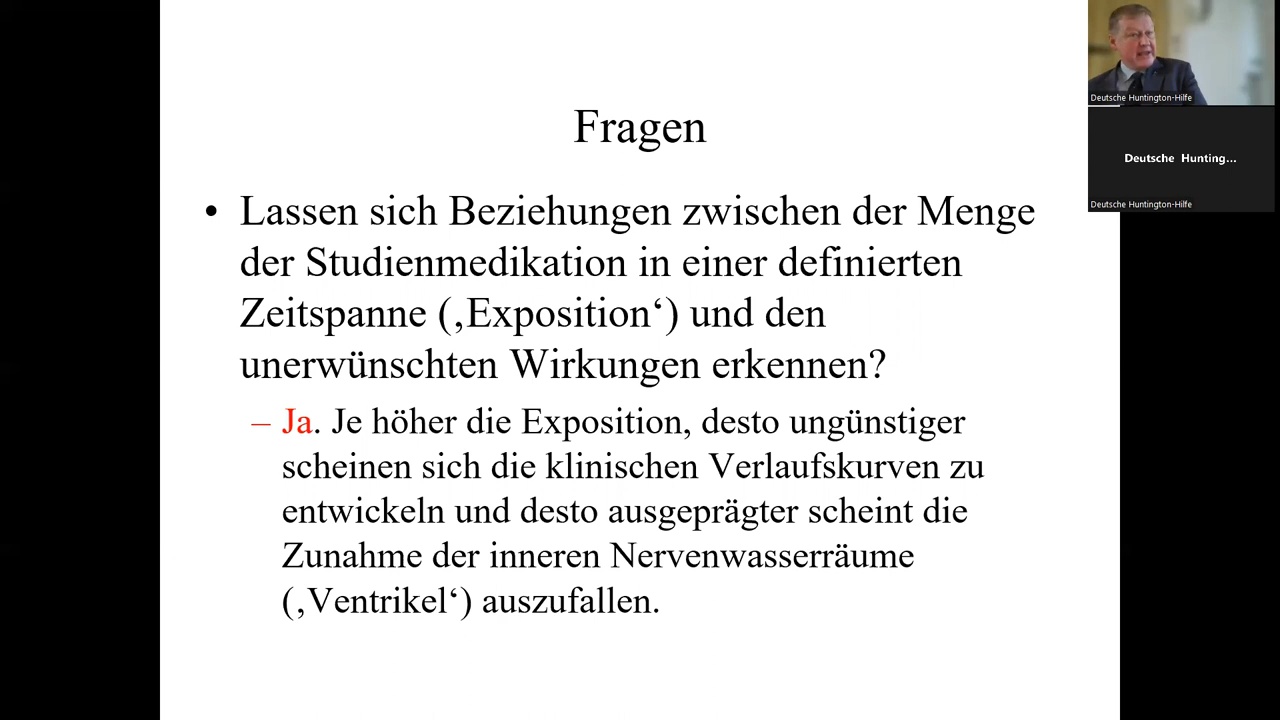 Fragen
• Lassen sich Beziehungen zwischen der Menge
der Studienmedikation in einer definierten
Zeitspanne (‚Exposition‘) und den
unerwünschten Wirkungen erkennen?
– Ja. Je höher die Exposition, desto ungünstiger
scheinen sich die klinischen Verlaufskurven zu
entwickeln und desto ausgeprägter scheint die
Zunahme der inneren Nervenwasserräume
(‚Ventrikel‘) auszufallen.
Deutsche Huntington-Hilfe
Deutsche Hunting...
Deutsche Huntington-Hilfe